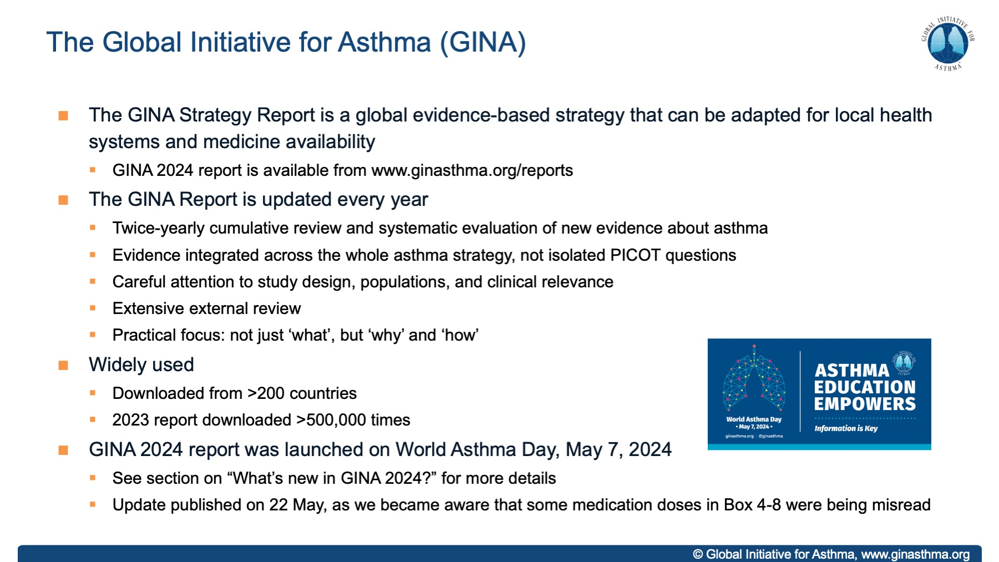 The Global Initiative for Asthma (GINA)
GLOBAL INITIATIVE FOR
ASTHMA
■ The GINA Strategy Report is a global evidence-based strategy that can be adapted for local health
systems and medicine availability
▪ GINA 2024 report is available from www.ginasthma.org/reports
■ The GINA Report is updated every year
▪ Twice-yearly cumulative review and systematic evaluation of new evidence about asthma
▪ Evidence integrated across the whole asthma strategy, not isolated PICOT questions
▪ Careful attention to study design, populations, and clinical relevance
▪ Extensive external review
▪ Practical focus: not just ‘what’, but ‘why’ and ‘how’
■ Widely used
▪ Downloaded from >200 countries
▪ 2023 report downloaded >500,000 times
■ GINA 2024 report was launched on World Asthma Day, May 7, 2024
▪ See section on “What’s new in GINA 2024?” for more details
▪ Update published on 22 May, as we became aware that some medication doses in Box 4-8 were being misread
World Asthma Day
• May 7, 2024 •
ginasthma.org | @ginasthma
GLOBAL INITIATIVE FOR
ASTHMA
ASTHMA
EDUCATION
EMPOWERS
Information is Key
© Global Initiative for Asthma, www.ginasthma.org